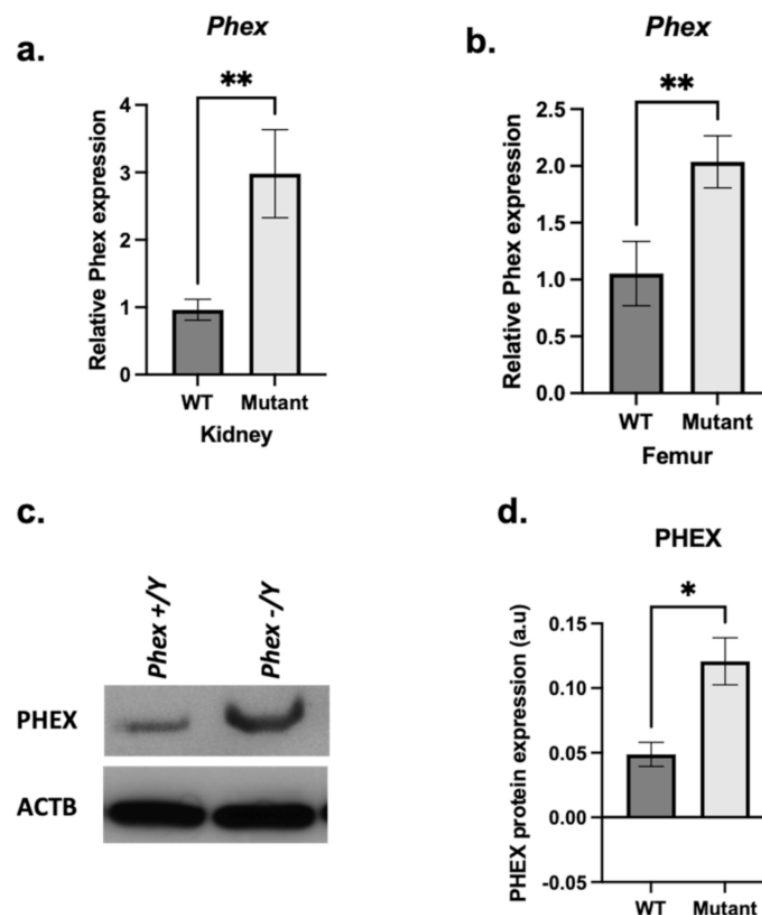 a.
Phex
**
Relative Phex expression
4
3
2
1
0
WT Mutant
Kidney
b.
Phex
**
Relative Phex expression
2.5
2.0
1.5
1.0
0.5
0.0
WT Mutant
Femur
c.
Phex +/Y
Phex -/Y
PHEX
ACTB
d.
PHEX
*
PHEX protein expression (a.u)
0.15
0.10
0.05
0.00
-0.05
WT Mutant